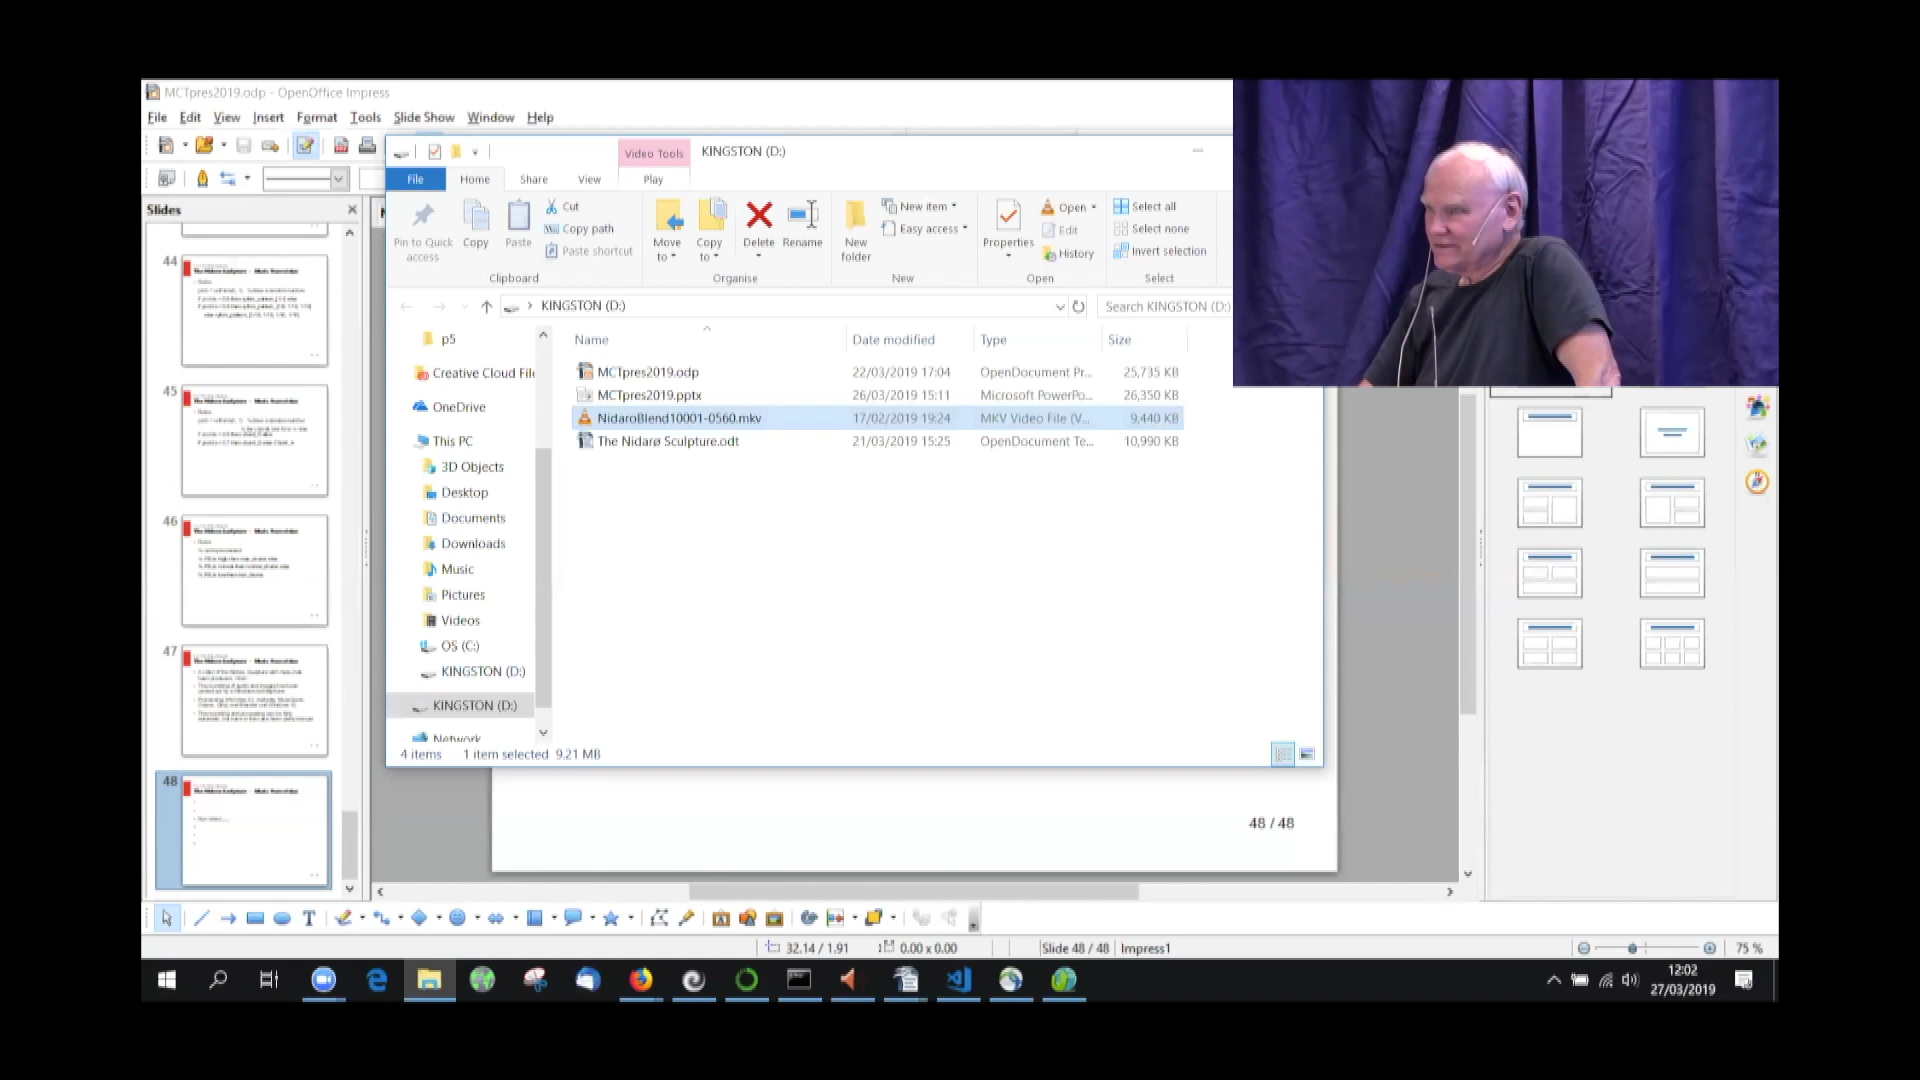 MCTpres2019.odp - OpenOffice Impress
File Edit View Insert Format Tools Slide Show Window Help
Video Tools KINGSTON (D:)
File Home Share View Play
Pin to Quick access
Copy
Paste
Cut
Copy path
Paste shortcut
Clipboard
Move to
Copy to
Delete
Rename
Organise
New folder
New item
Easy access
New
Properties
Open
Edit
History
Open
Select all
Select none
Invert selection
Select
KINGSTON (D:)
Search KINGSTON (D:)
Slides
44
45
46
47
48
p5
Creative Cloud File
OneDrive
This PC
3D Objects
Desktop
Documents
Downloads
Music
Pictures
Videos
OS (C:)
KINGSTON (D:)
KINGSTON (D:)
Network
Name Date modified Type Size
MCTpres2019.odp 22/03/2019 17:04 OpenDocument Pr... 25,735 KB
MCTpres2019.pptx 26/03/2019 15:11 Microsoft PowerPo... 26,350 KB
NidaroBlend10001-0560.mkv 17/02/2019 19:24 MKV Video File (V... 9,440 KB
The Nidarø Sculpture.odt 21/03/2019 15:25 OpenDocument Te... 10,990 KB
4 items 1 item selected 9.21 MB
48 / 48
32.14 / 1.91 0.00 x 0.00 Slide 48 / 48 Impress1 75 %
12:02
27/03/2019